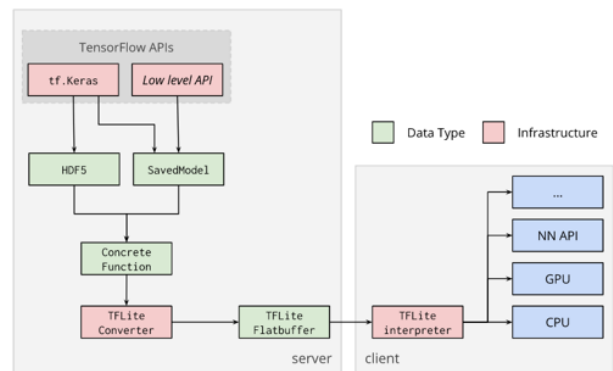 TensorFlow APIs
tf.Keras
Low level API
Data Type
Infrastructure
HDF5
SavedModel
...
NN API
Concrete
Function
GPU
TFLite
Converter
TFLite
Flatbuffer
TFLite
interpreter
CPU
server
client